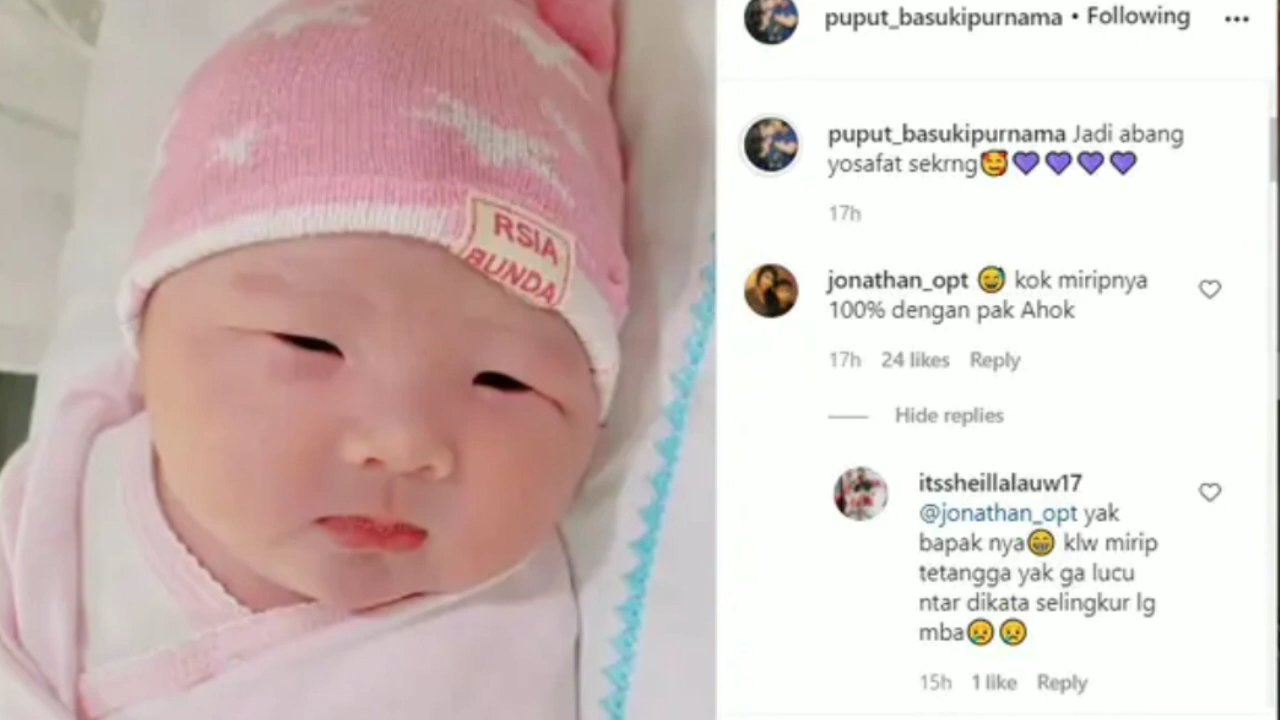 RSIA
BUNDA
puput_basukipurnama • Following
puput_basukipurnama Jadi abang
yosafat sekrng🥰💜💜💜💜
17h
jonathan_opt 😅 kok miripnya
100% dengan pak Ahok
17h 24 likes Reply
Hide replies
itssheillalauw17
@jonathan_opt yak
bapak nya😁 klw mirip
tetangga yak ga lucu
ntar dikata selingkur lg
mba😢😢
15h 1 like Reply